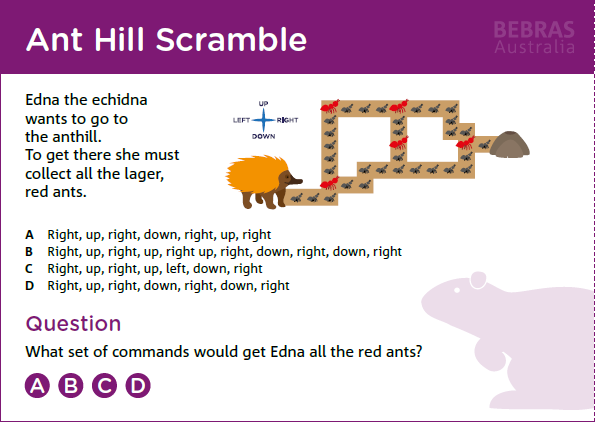 Ant Hill Scramble
BEBRAS
Australia
Edna the echidna
wants to go to
the anthill.
To get there she must
collect all the lager,
red ants.
UP
LEFT
RIGHT
DOWN
A Right, up, right, down, right, up, right
B Right, up, right, up, right up, right, down, right, down, right
C Right, up, right, up, left, down, right
D Right, up, right, down, right, down, right
Question
What set of commands would get Edna all the red ants?
A B C D